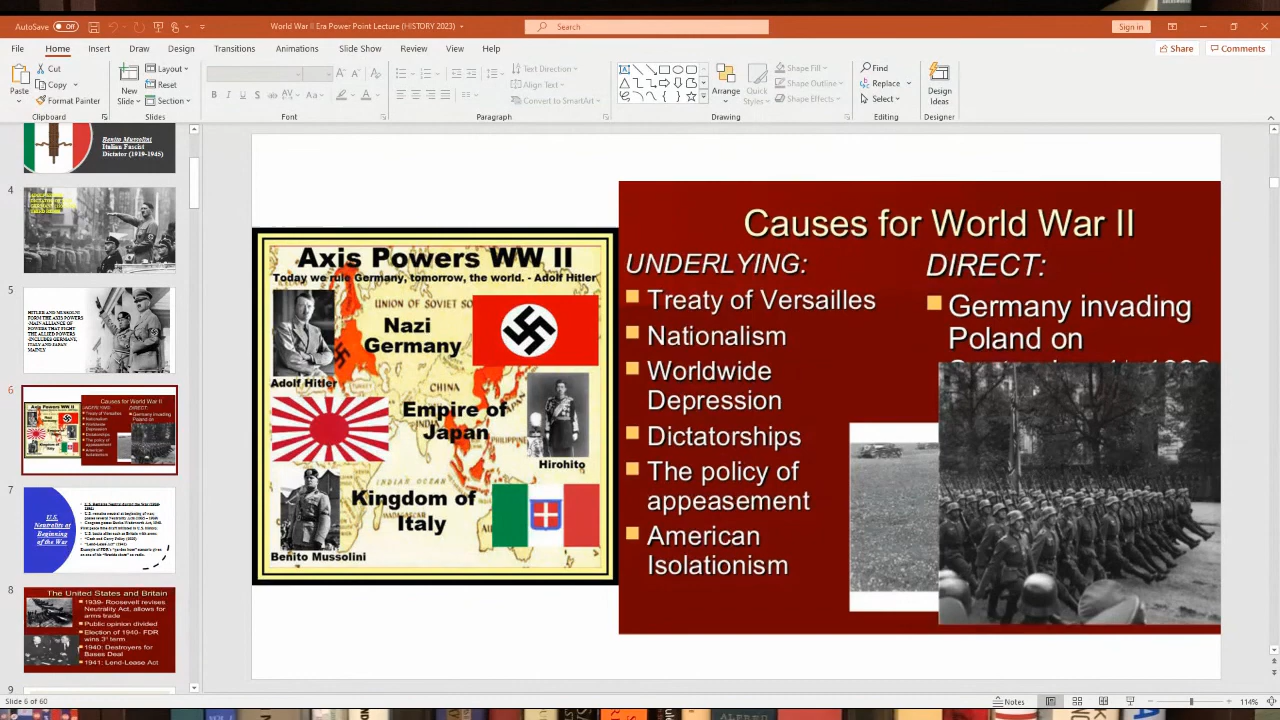 AutoSave Off
World War II Era Power Point Lecture (HISTORY 2023)
Search
Sign in
File Home Insert Draw Design Transitions Animations Slide Show Review View Help
Share Comments
Paste
Cut
Copy
Format Painter
Clipboard
New
Slide
Layout
Reset
Section
Slides
Font
Text Direction
Align Text
Convert to SmartArt
Paragraph
Arrange
Quick
Styles
Shape Fill
Shape Outline
Shape Effects
Drawing
Find
Replace
Select
Editing
Design
Ideas
Designer
Benito Mussolini
Italian Fascist
Dictator (1919-1945)
4
5
HITLER AND MUSSOLINI
FORM THE AXIS POWERS
6
7
U.S.
Neutrality at
Beginning
of the War
8
The United States and Britain
1939- Roosevelt revises
Neutrality Act, allows for
arms trade
Public opinion divided
Election of 1940- FDR
wins 3rd term
1940: Destroyers for
Bases Deal
1941: Lend-Lease Act
9
Axis Powers WW II
Today we rule Germany, tomorrow, the world. - Adolf Hitler
UNION OF SOVIET SO
Nazi
Germany
Adolf Hitler
CHINA
Empire of
Japan
PHILIPPINE
Hirohito
INDIAN OCEAN
Kingdom of
Italy
Benito Mussolini
Causes for World War II
UNDERLYING:
Treaty of Versailles
Nationalism
Worldwide
Depression
Dictatorships
The policy of
appeasement
American
Isolationism
DIRECT:
Germany invading
Poland on
Slide 6 of 60
Notes
114%